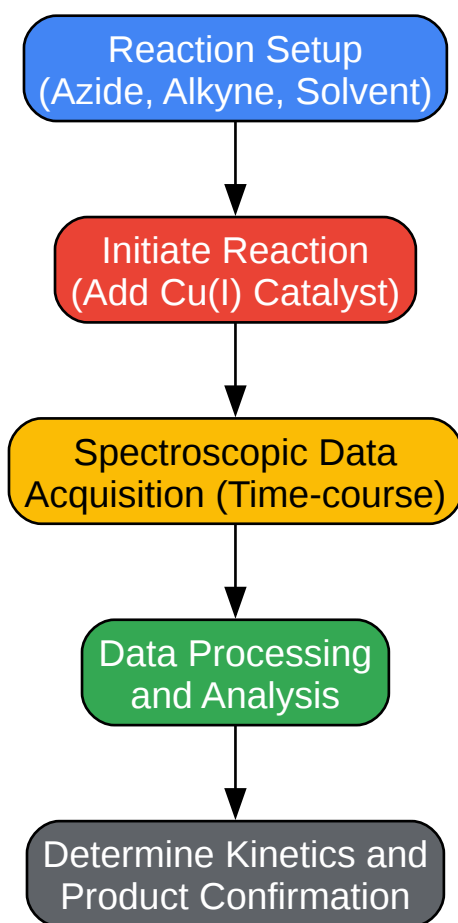 Reaction Setup
(Azide, Alkyne, Solvent)
Initiate Reaction
(Add Cu(I) Catalyst)
Spectroscopic Data
Acquisition (Time-course)
Data Processing
and Analysis
Determine Kinetics and
Product Confirmation